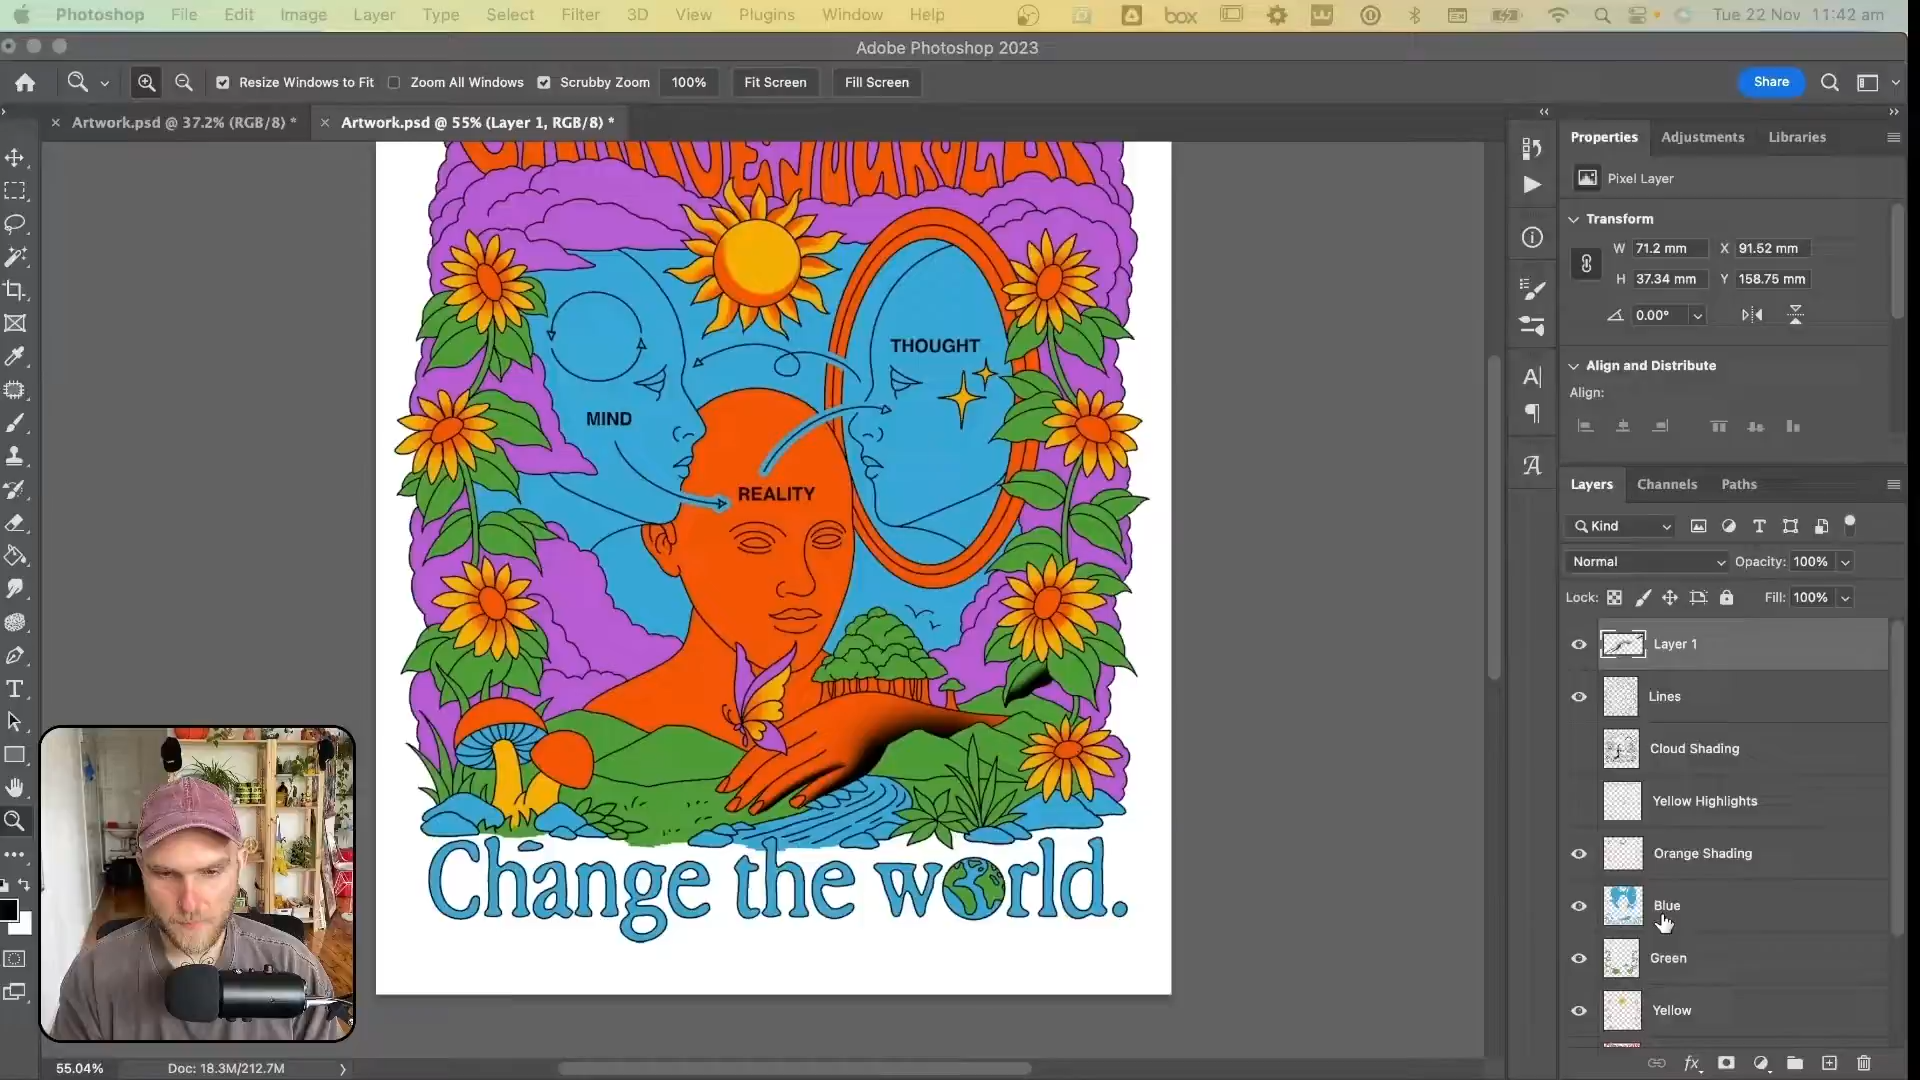 Photoshop File Edit Image Layer Type Select Filter 3D View Plugins Window Help box Tue 22 Nov 11:42 am
Adobe Photoshop 2023
Resize Windows to Fit Zoom All Windows Scrubby Zoom 100% Fit Screen Fill Screen Share
Artwork.psd @ 37.2% (RGB/8) * Artwork.psd @ 55% (Layer 1, RGB/8) *
Properties Adjustments Libraries
Pixel Layer
Transform
W 71.2 mm X 91.52 mm
H 37.34 mm Y 158.75 mm
0.00°
Align and Distribute
Align:
Layers Channels Paths
Kind
Normal Opacity: 100%
Lock: Fill: 100%
Layer 1
Lines
Cloud Shading
Yellow Highlights
Orange Shading
Blue
Green
Yellow
THOUGHT
MIND
REALITY
Change the world.
55.04% Doc: 18.3M/212.7M